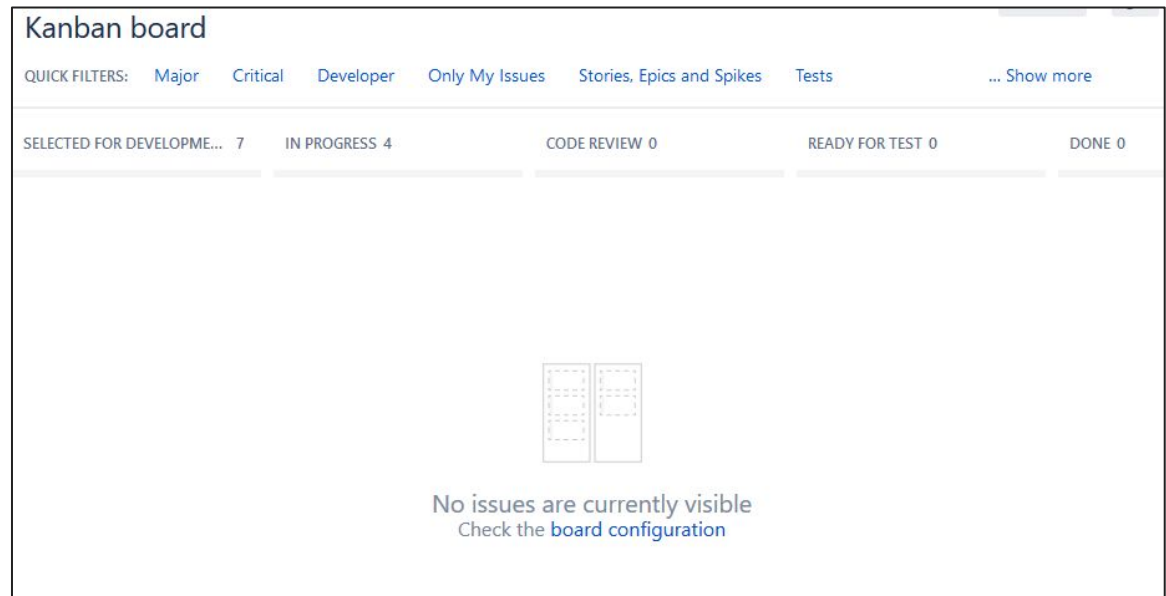 Kanban board
QUICK FILTERS: Major Critical Developer Only My Issues Stories, Epics and Spikes Tests ... Show more
SELECTED FOR DEVELOPME... 7 IN PROGRESS 4 CODE REVIEW 0 READY FOR TEST 0 DONE 0
No issues are currently visible
Check the board configuration